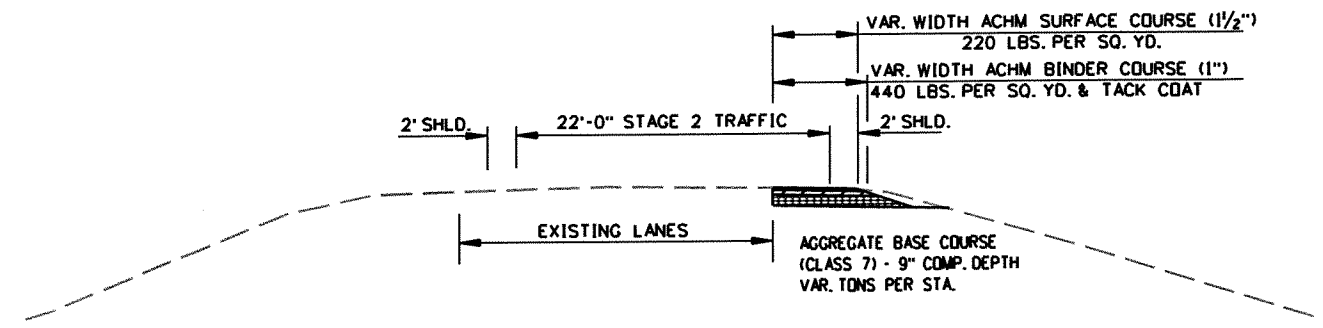 VAR. WIDTH ACHM SURFACE COURSE (1½")
220 LBS. PER SQ. YD.
VAR. WIDTH ACHM BINDER COURSE (1")
440 LBS. PER SQ. YD. & TACK COAT
2' SHLD.
22'-0" STAGE 2 TRAFFIC
2' SHLD.
EXISTING LANES
AGGREGATE BASE COURSE
(CLASS 7) - 9" COMP. DEPTH
VAR. TONS PER STA.